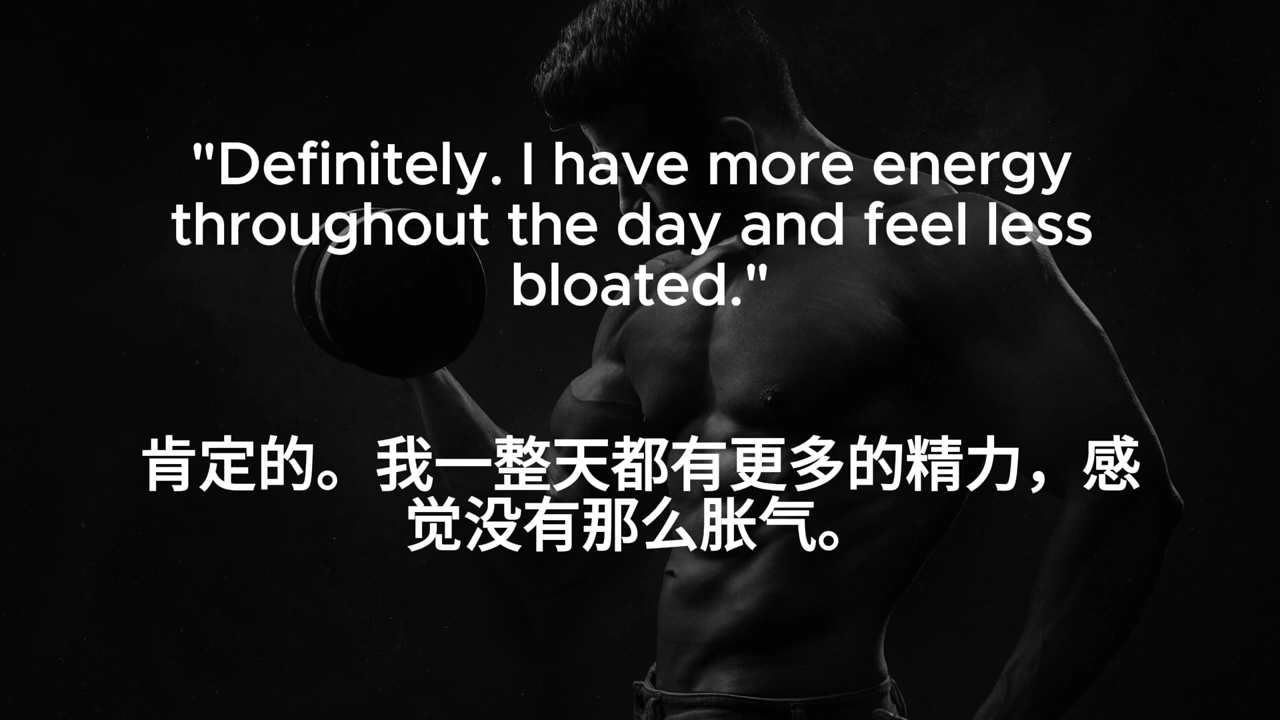 "Definitely. I have more energy
throughout the day and feel less
bloated."
肯定的。我一整天都有更多的精力，感
觉没有那么胀气。